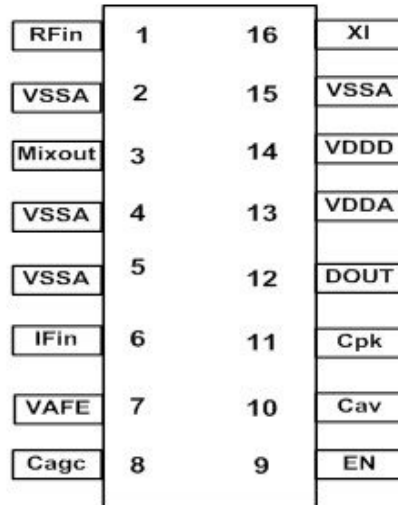 RFin 1 16 XI
VSSA 2 15 VSSA
Mixout 3 14 VDDD
VSSA 4 13 VDDA
VSSA 5 12 DOUT
IFin 6 11 Cpk
VAFE 7 10 Cav
Cagc 8 9 EN